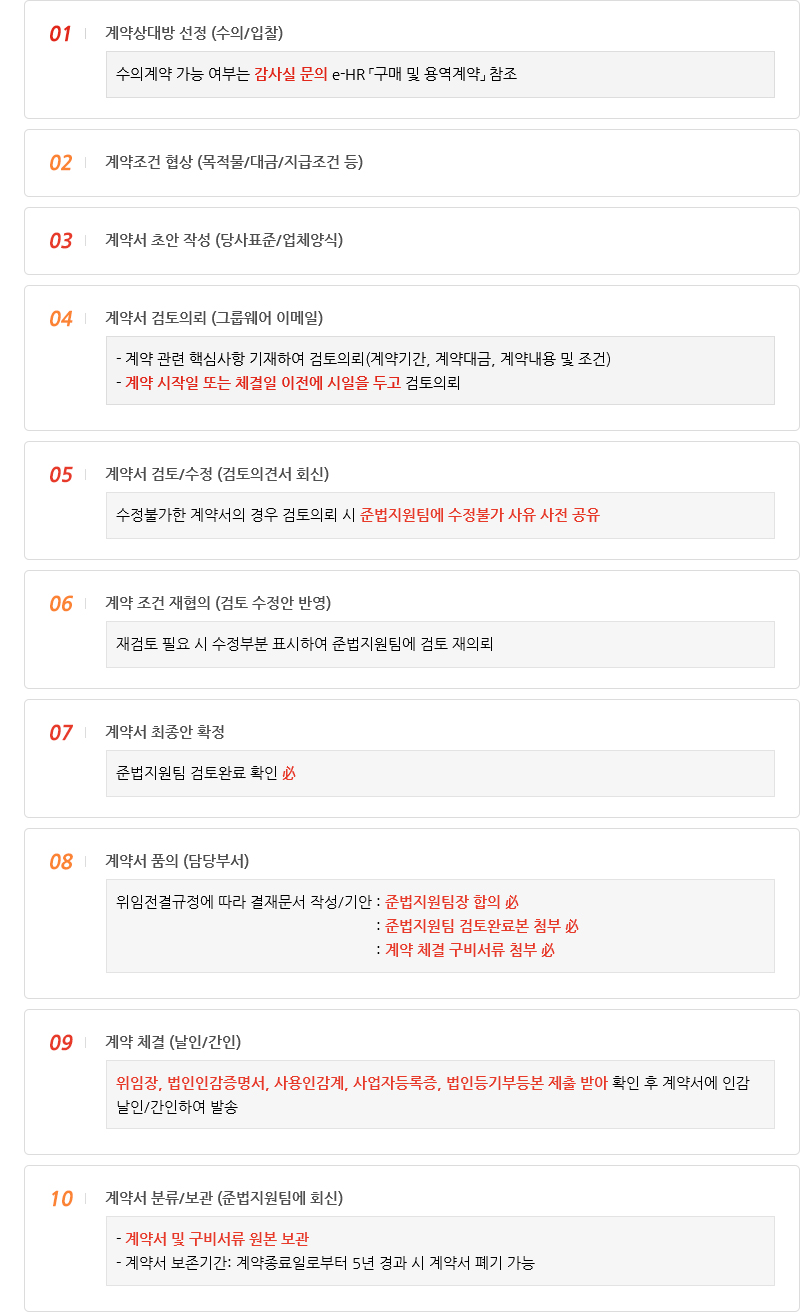 01 계약상대방 선정 (수의/입찰)
수의계약 가능 여부는 감사실 문의 e-HR「구매 및 용역계약」참조
02 계약조건 협상 (목적물/대금/지급조건 등)
03 계약서 초안 작성 (당사표준/업체양식)
04 계약서 검토의뢰 (그룹웨어 이메일)
- 계약 관련 핵심사항 기재하여 검토의뢰(계약기간, 계약대금, 계약내용 및 조건)
- 계약 시작일 또는 체결일 이전에 시일을 두고 검토의뢰
05 계약서 검토/수정 (검토의견서 회신)
수정불가한 계약서의 경우 검토의뢰 시 준법지원팀에 수정불가 사유 사전 공유
06 계약 조건 재협의 (검토 수정안 반영)
재검토 필요 시 수정부분 표시하여 준법지원팀에 검토 재의뢰
07 계약서 최종안 확정
준법지원팀 검토완료 확인 必
08 계약서 품의 (담당부서)
위임전결규정에 따라 결재문서 작성/기안 : 준법지원팀장 합의 必
: 준법지원팀 검토완료본 첨부 必
: 계약 체결 구비서류 첨부 必
09 계약 체결 (날인/간인)
위임장, 법인인감증명서, 사용인감계, 사업자등록증, 법인등기부등본 제출 받아 확인 후 계약서에 인감
날인/간인하여 발송
10 계약서 분류/보관 (준법지원팀에 회신)
- 계약서 및 구비서류 원본 보관
- 계약서 보존기간: 계약종료일로부터 5년 경과 시 계약서 폐기 가능